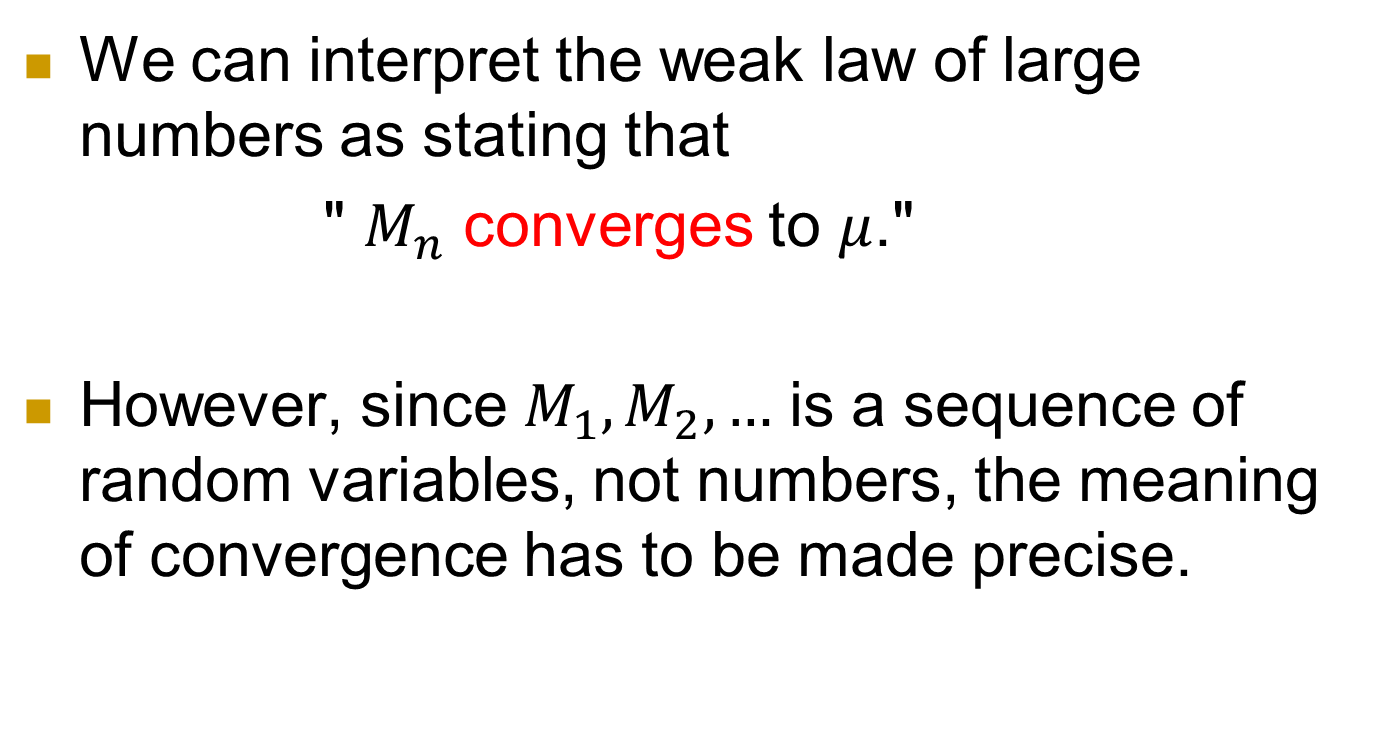 We can interpret the weak law of large
numbers as stating that
" Mₙ converges to μ."
However, since M₁, M₂, … is a sequence of
random variables, not numbers, the meaning
of convergence has to be made precise.